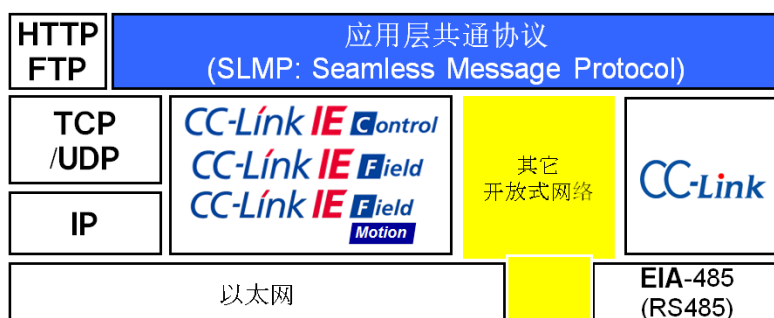 HTTP
FTP
应用层共通协议
(SLMP: Seamless Message Protocol)
TCP
/UDP
IP
CC-Link IE Control
CC-Link IE Field
CC-Link IE Field
Motion
其它
开放式网络
CC-Link
以太网
EIA-485
(RS485)